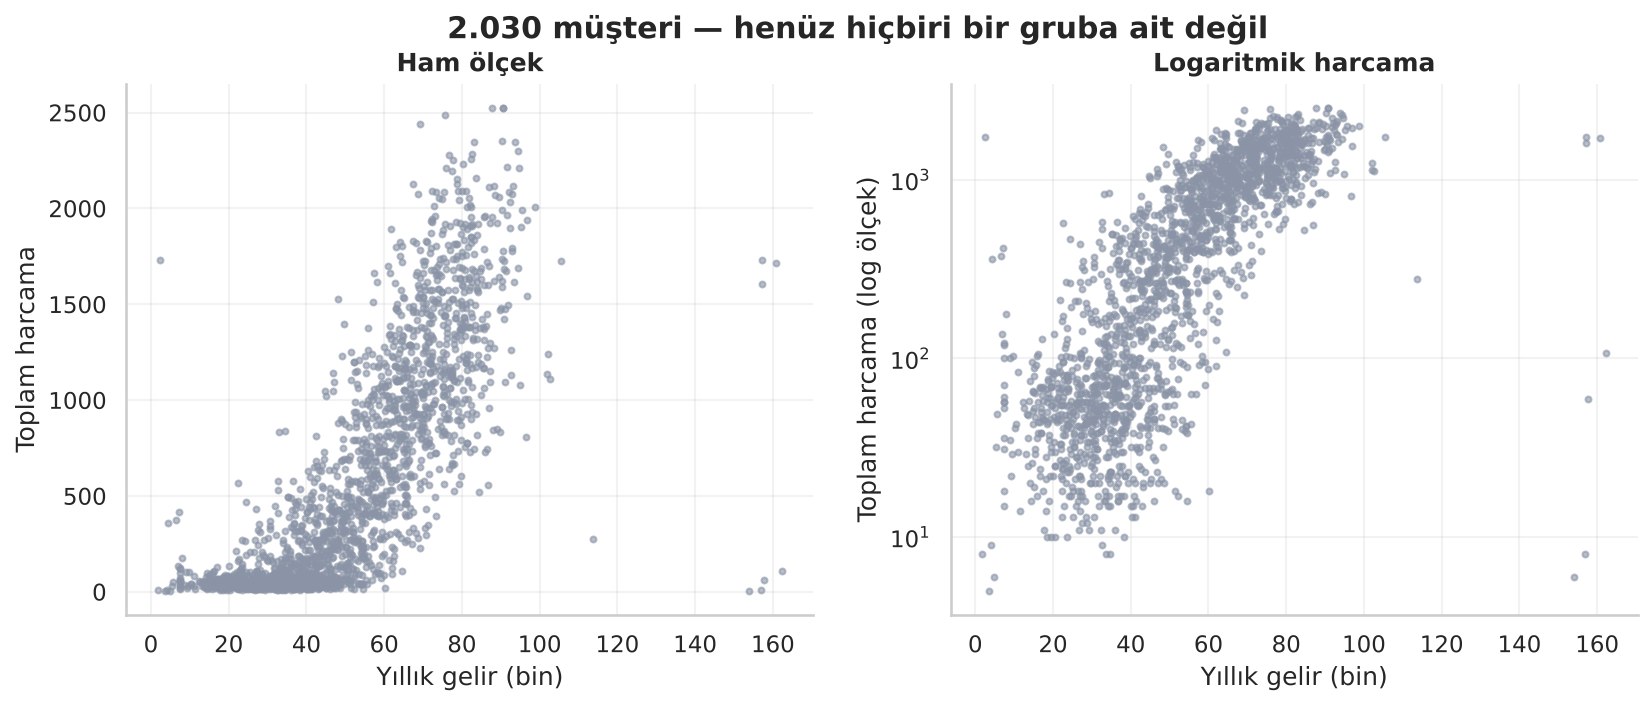 2.030 müşteri — henüz hiçbiri bir gruba ait değil
Ham ölçek
Toplam harcama
2500
2000
1500
1000
500
0
0 20 40 60 80 100 120 140 160
Yıllık gelir (bin)
Logaritmik harcama
Toplam harcama (log ölçek)
10³
10²
10¹
0 20 40 60 80 100 120 140 160
Yıllık gelir (bin)